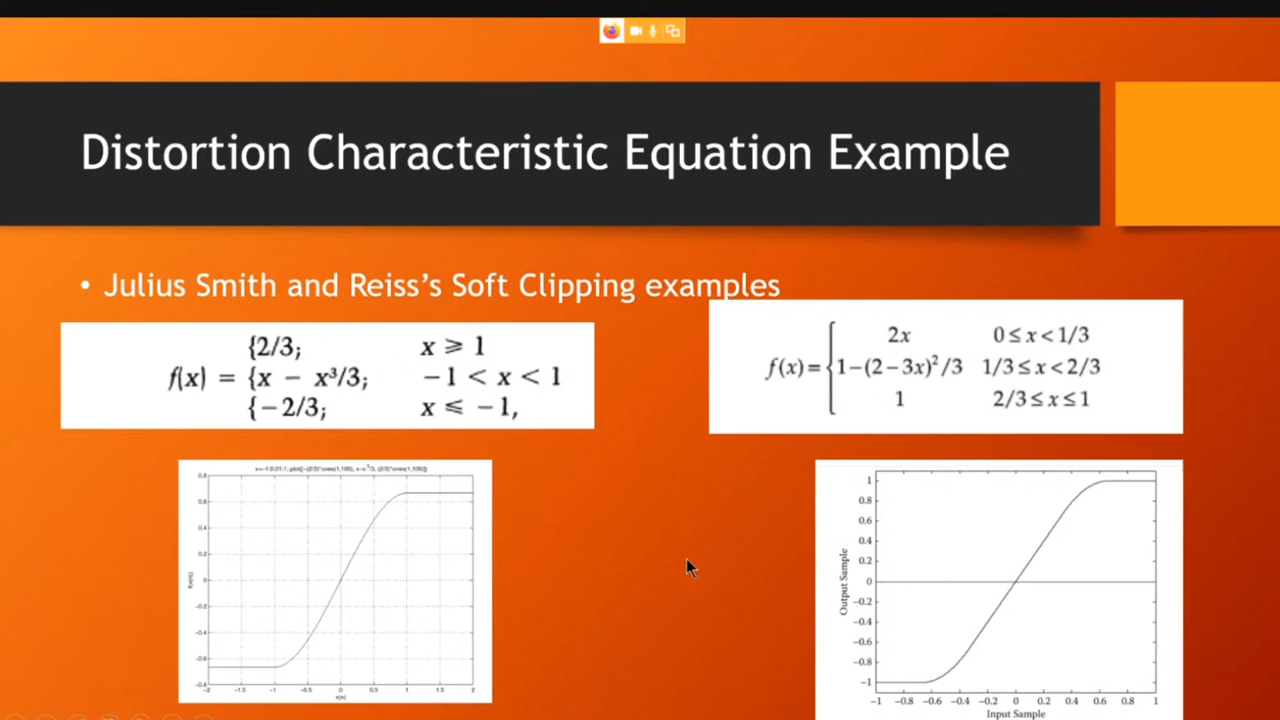 Distortion Characteristic Equation Example
• Julius Smith and Reiss’s Soft Clipping examples
{2/3; x ⩾ 1
f(x) = {x − x³/3; −1 < x < 1
{−2/3; x ⩽ −1,
2x 0≤x<1/3
f(x)= 1−(2−3x)²/3 1/3≤x<2/3
1 2/3≤x≤1
0.8
0.6
0.4
0.2
0
−0.2
−0.4
−0.6
−0.8
−2 −1.5 −1 −0.5 0 0.5 1 1.5 2
x(n)
f(x(n))
1
0.8
0.6
0.4
0.2
0
−0.2
−0.4
−0.6
−0.8
−1
−1 −0.8 −0.6 −0.4 −0.2 0 0.2 0.4 0.6 0.8 1
Input Sample
Output Sample